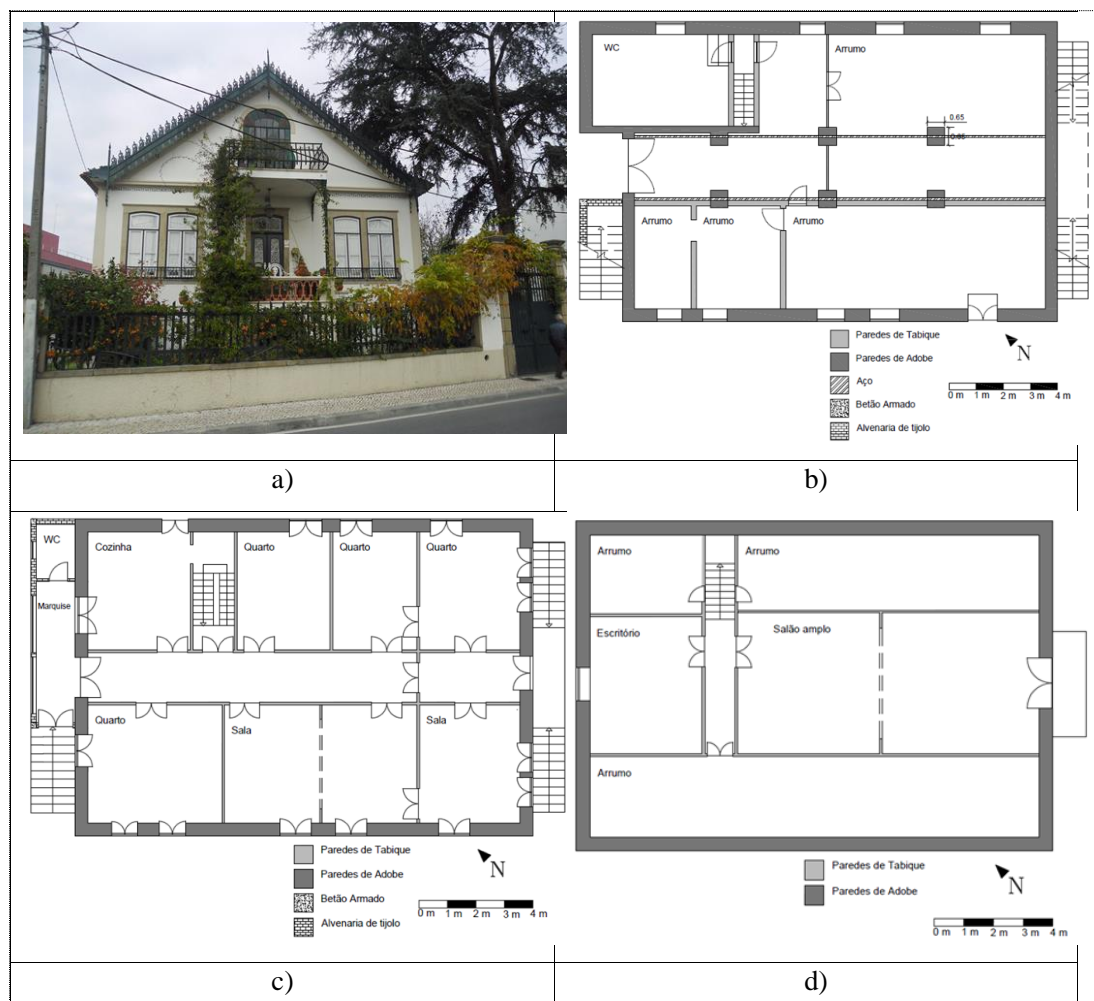 WC
Arrumo
0.65
0.65
Arrumo
Arrumo
Arrumo
Paredes de Tabique
Paredes de Adobe
Aço
Betão Armado
Alvenaria de tijolo
N
0 m 1 m 2 m 3 m 4 m
a)
b)
WC
Cozinha
Quarto
Quarto
Quarto
Marquise
Quarto
Sala
Sala
Paredes de Tabique
Paredes de Adobe
Betão Armado
Alvenaria de tijolo
N
0 m 1 m 2 m 3 m 4 m
Arrumo
Arrumo
Escritório
Salão amplo
Arrumo
Paredes de Tabique
Paredes de Adobe
N
0 m 1 m 2 m 3 m 4 m
c)
d)